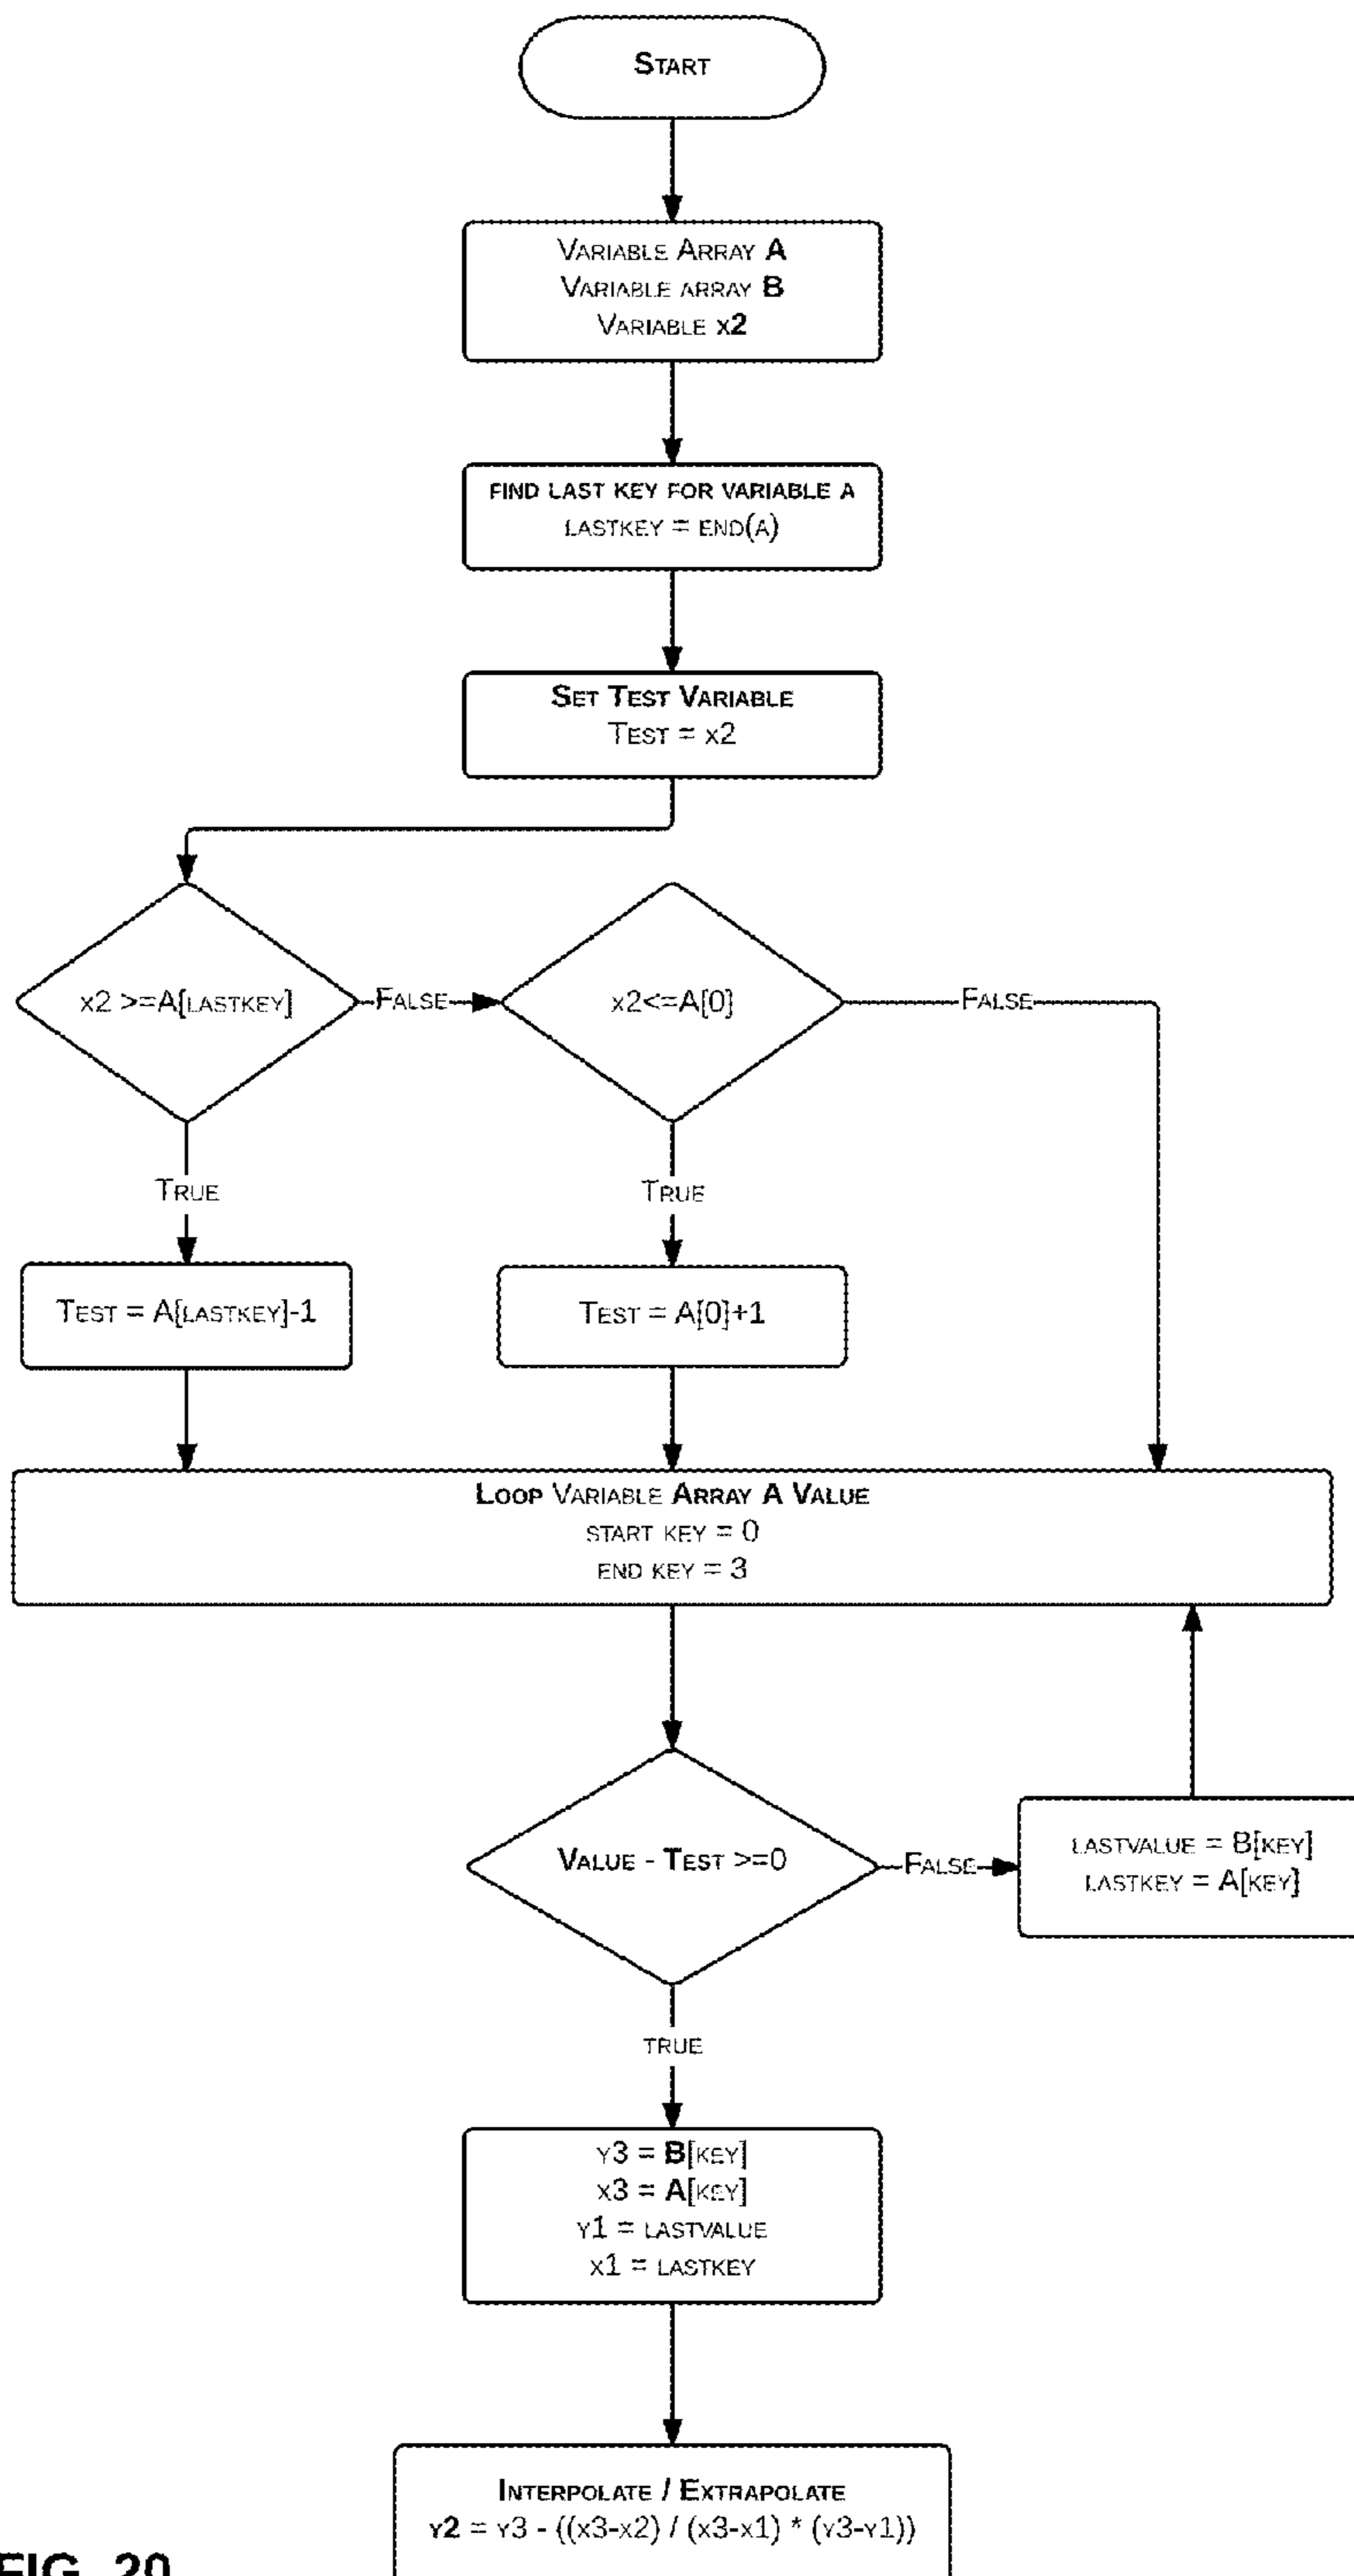 START
VARIABLE ARRAY A
VARIABLE ARRAY B
VARIABLE x2
FIND LAST KEY FOR VARIABLE A
LASTKEY = END(A)
SET TEST VARIABLE
TEST = x2
x2 >=A[LASTKEY]
FALSE
x2<=A[0]
FALSE
TRUE
TRUE
TEST = A[LASTKEY]-1
TEST = A[0]+1
LOOP VARIABLE ARRAY A VALUE
START KEY = 0
END KEY = 3
VALUE - TEST >=0
FALSE
LASTVALUE = B[KEY]
LASTKEY = A[KEY]
TRUE
Y3 = B[KEY]
x3 = A[KEY]
Y1 = LASTVALUE
x1 = LASTKEY
INTERPOLATE / EXTRAPOLATE
Y2 = Y3 - ((x3-x2) / (x3-x1) * (Y3-Y1))
FIG. 20